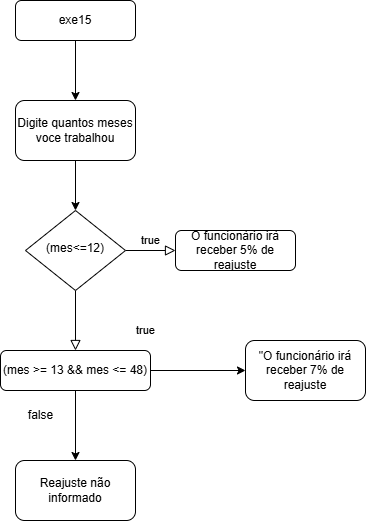 exe15
Digite quantos meses
voce trabalhou
(mes<=12)
true
O funcionário irá
receber 5% de
reajuste
true
(mes >= 13 && mes <= 48)
"O funcionário irá
receber 7% de
reajuste
false
Reajuste não
informado